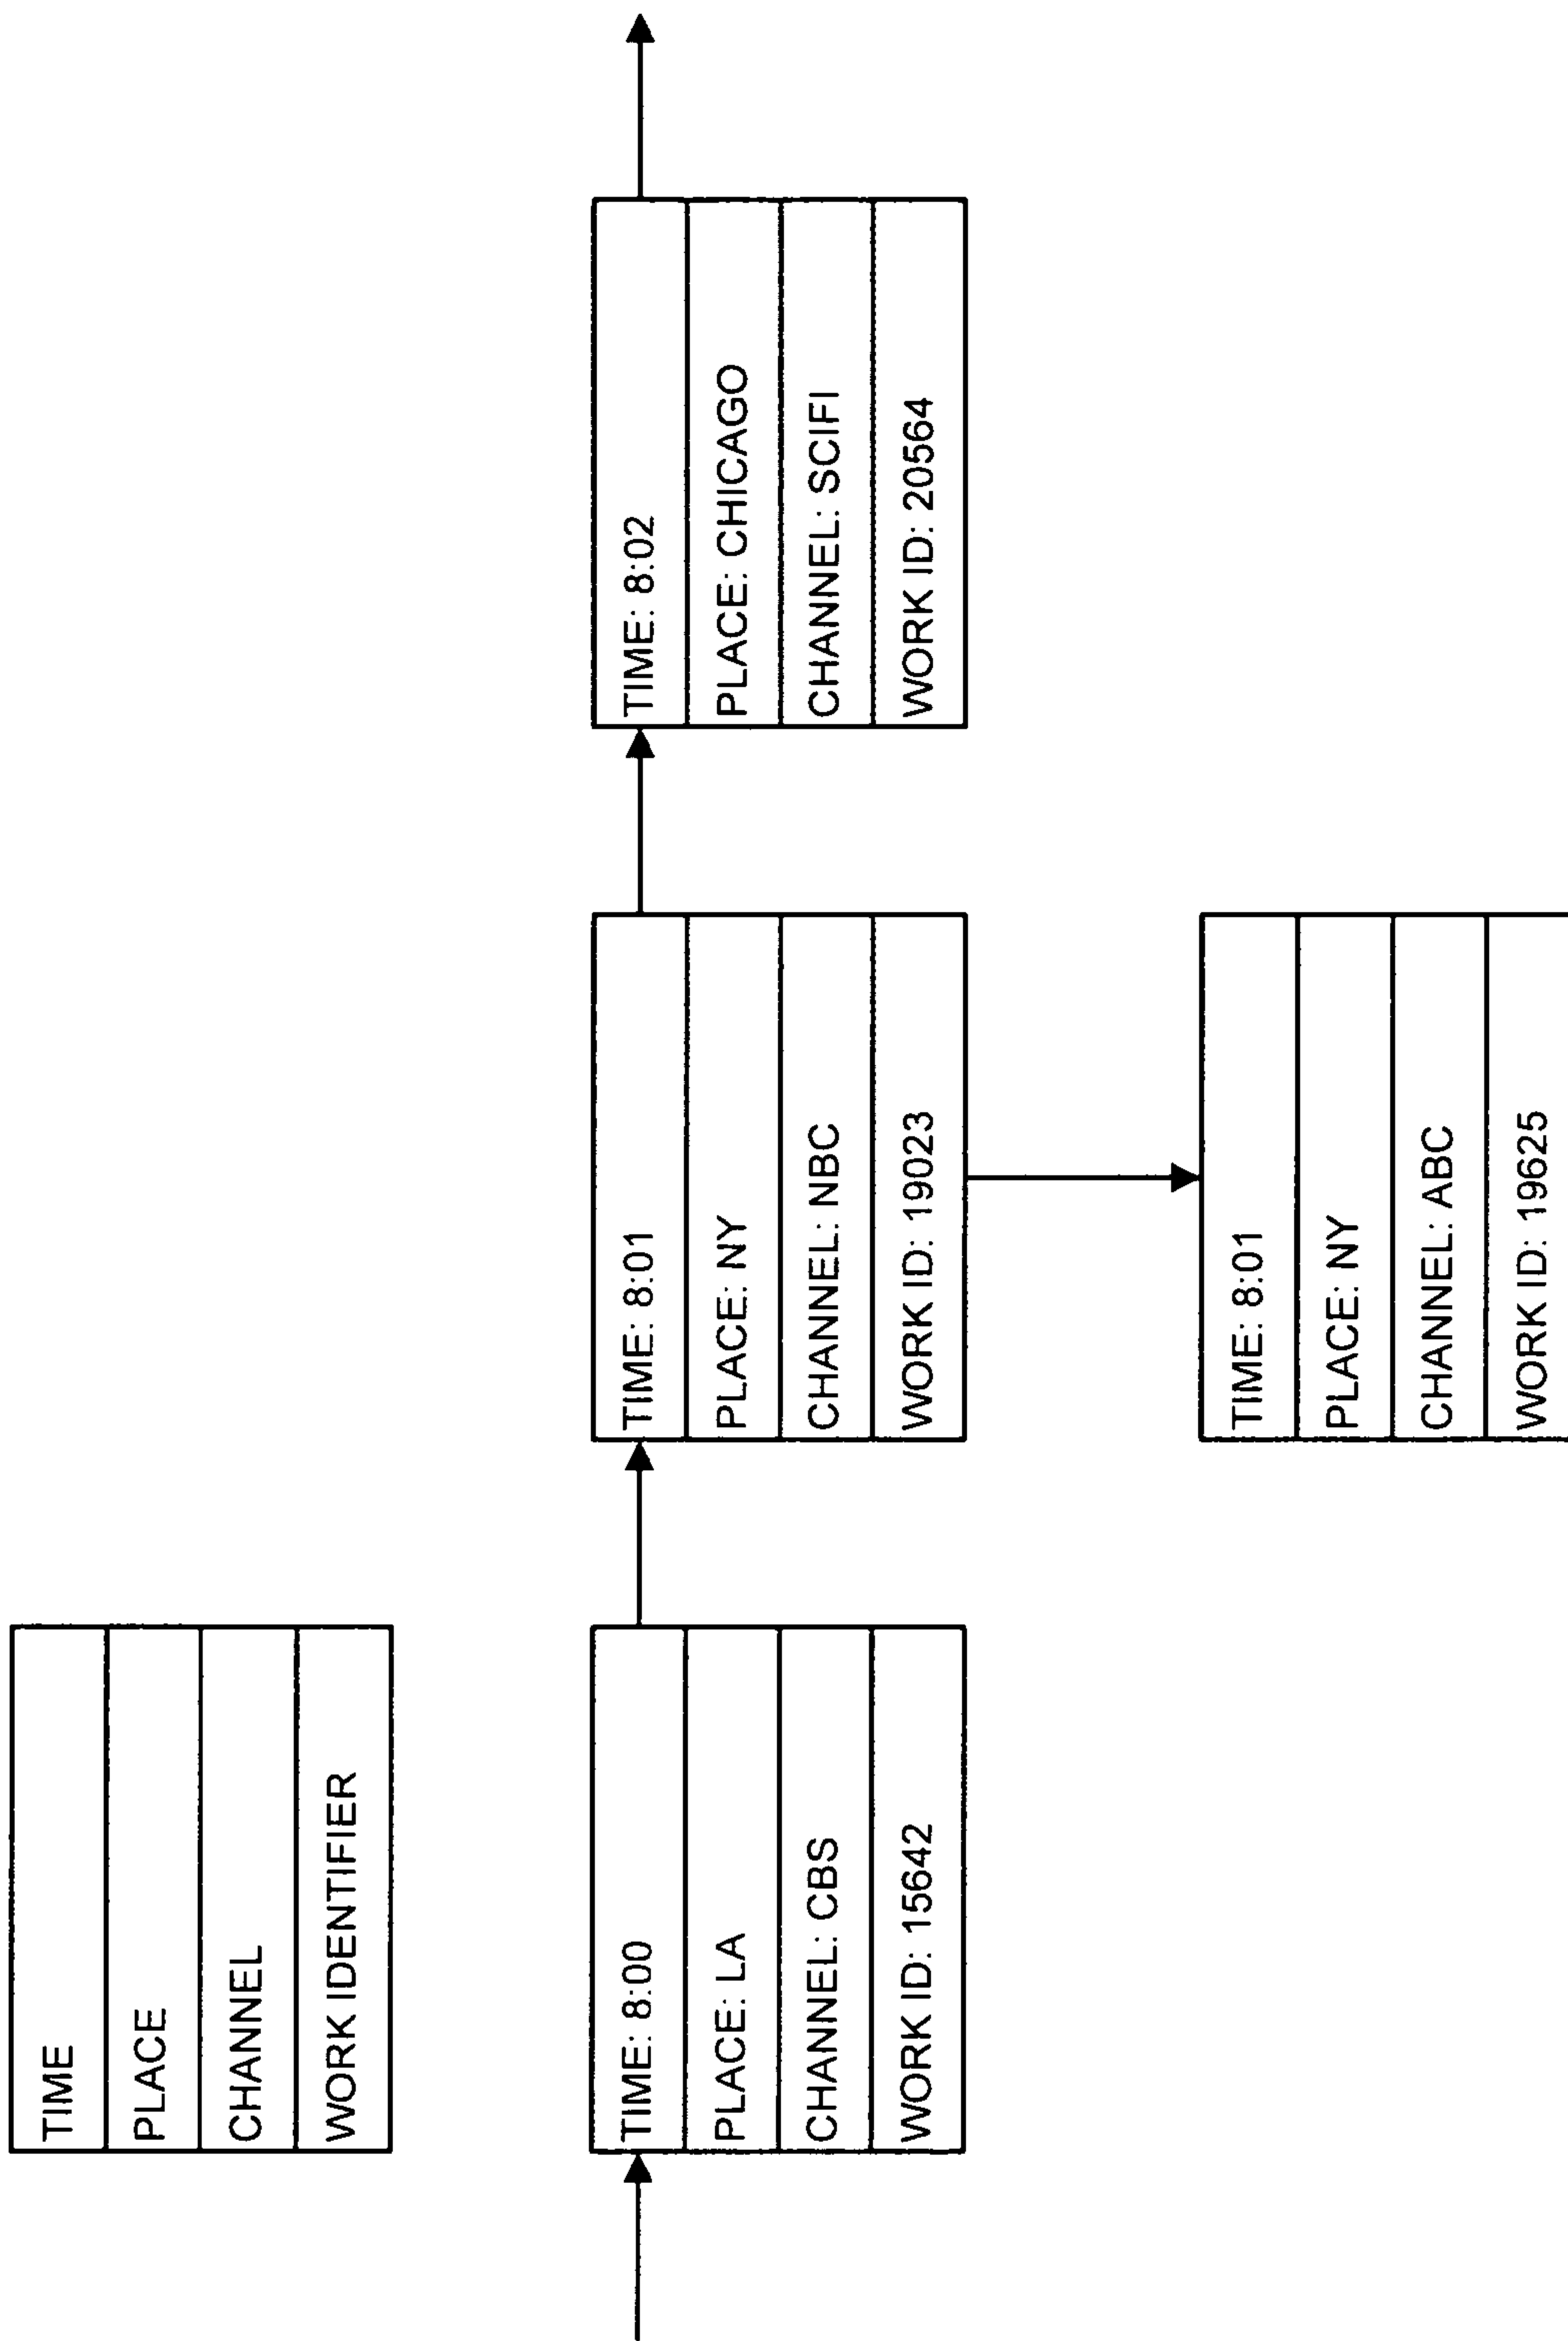 TIME
PLACE
CHANNEL
WORK IDENTIFIER
TIME: 8:00
PLACE: LA
CHANNEL: CBS
WORK ID: 15642
TIME: 8:01
PLACE: NY
CHANNEL: NBC
WORK ID: 19023
TIME: 8:02
PLACE: CHICAGO
CHANNEL: SCIFI
WORK ID: 20564
TIME: 8:01
PLACE: NY
CHANNEL: ABC
WORK ID: 19625